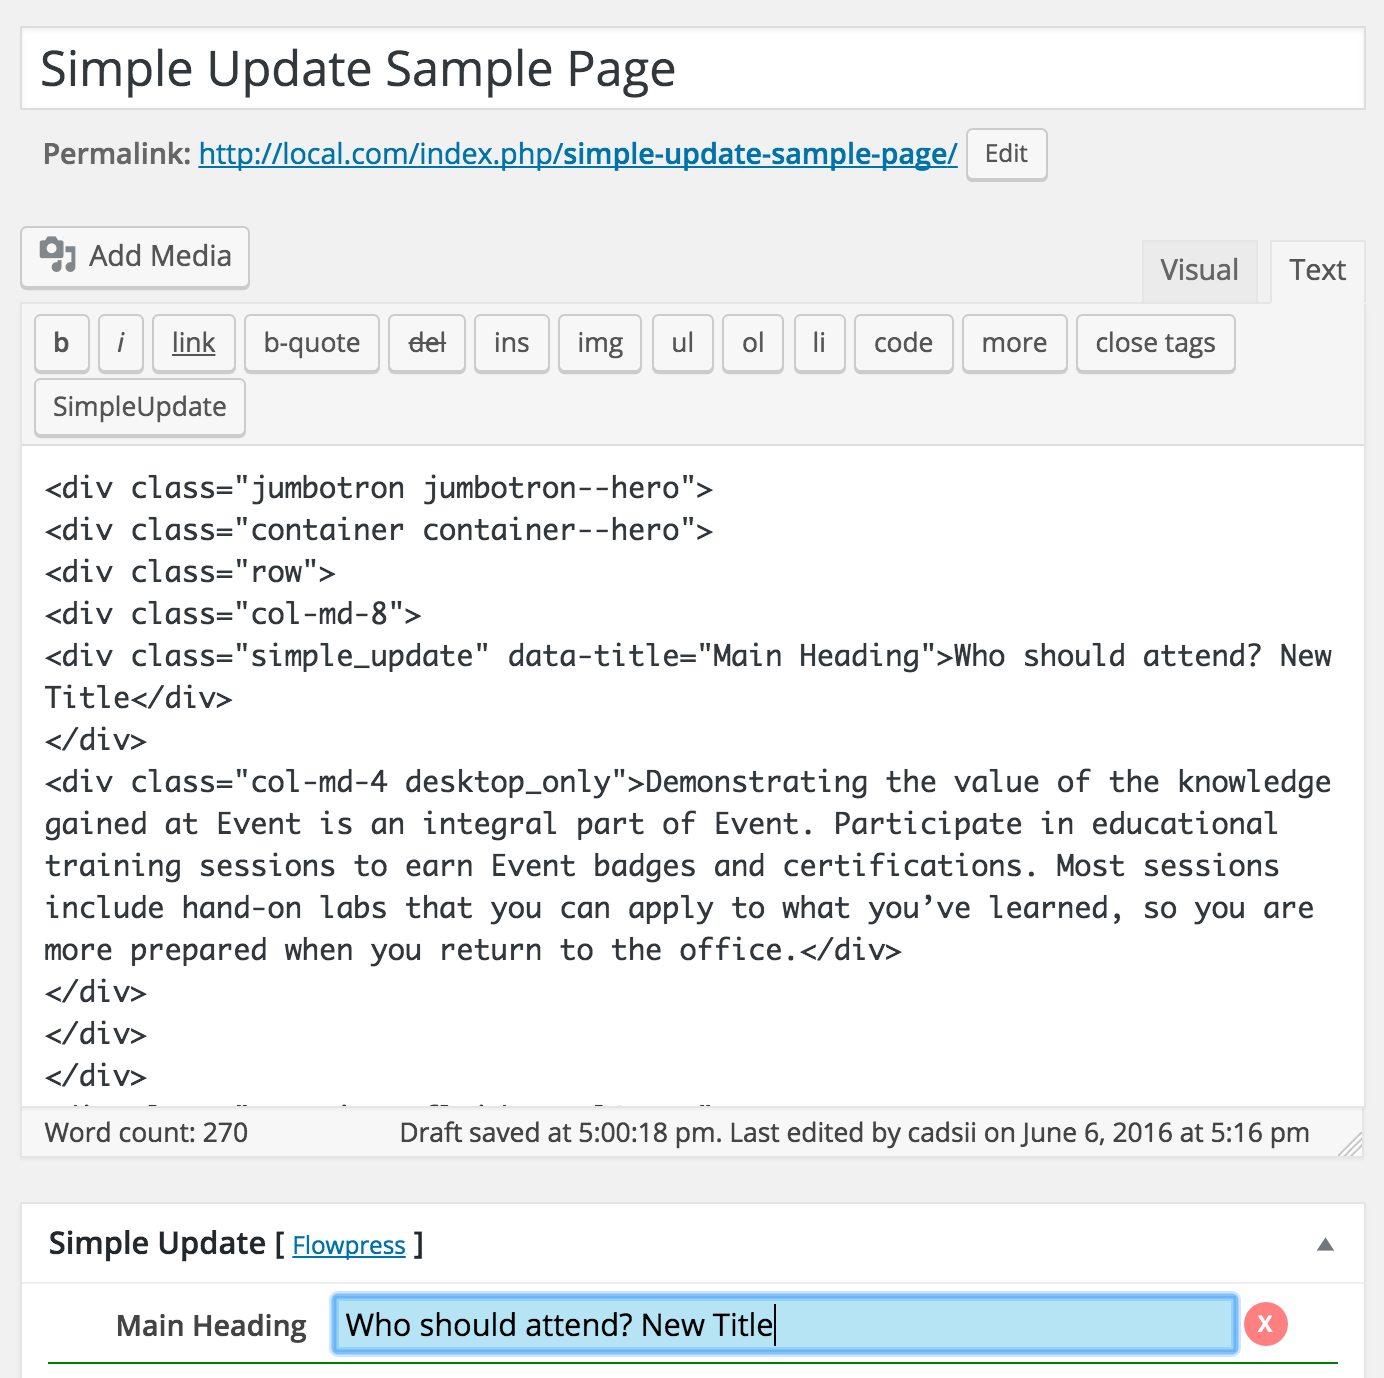 Simple Update Sample Page
Permalink: http://local.com/index.php/simple-update-sample-page/ Edit
Add Media
Visual Text
b i link b-quote del ins img ul ol li code more close tags
SimpleUpdate
<div class="jumbotron jumbotron--hero">
<div class="container container--hero">
<div class="row">
<div class="col-md-8">
<div class="simple_update" data-title="Main Heading">Who should attend? New
Title</div>
</div>
<div class="col-md-4 desktop_only">Demonstrating the value of the knowledge
gained at Event is an integral part of Event. Participate in educational
training sessions to earn Event badges and certifications. Most sessions
include hand-on labs that you can apply to what you’ve learned, so you are
more prepared when you return to the office.</div>
</div>
</div>
</div>
Word count: 270 Draft saved at 5:00:18 pm. Last edited by cadsii on June 6, 2016 at 5:16 pm
Simple Update [ Flowpress ]
Main Heading Who should attend? New Title X